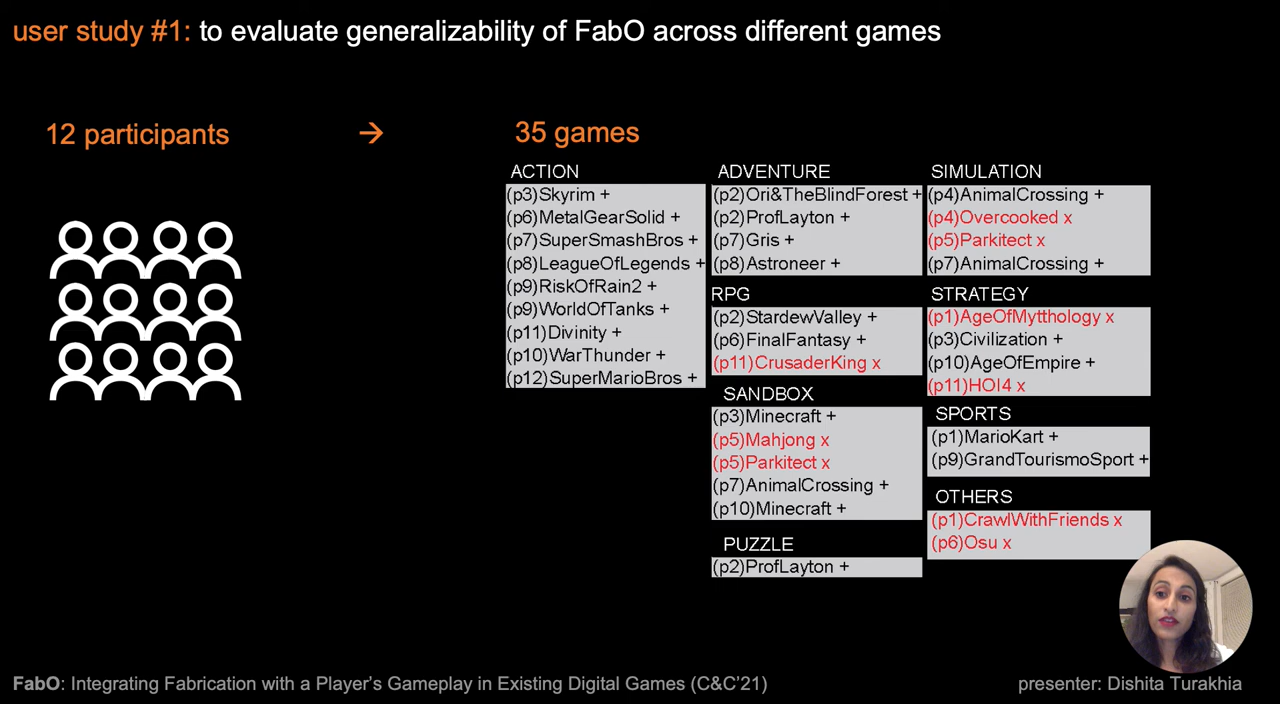 user study #1: to evaluate generalizability of FabO across different games
12 participants → 35 games
ACTION
(p3)Skyrim +
(p6)MetalGearSolid +
(p7)SuperSmashBros +
(p8)LeagueOfLegends +
(p9)RiskOfRain2 +
(p9)WorldOfTanks +
(p11)Divinity +
(p10)WarThunder +
(p12)SuperMarioBros +
ADVENTURE
(p2)Ori&TheBlindForest +
(p2)ProfLayton +
(p7)Gris +
(p8)Astroneer +
RPG
(p2)StardewValley +
(p6)FinalFantasy +
(p11)CrusaderKing x
SANDBOX
(p3)Minecraft +
(p5)Mahjong x
(p5)Parkitect x
(p7)AnimalCrossing +
(p10)Minecraft +
PUZZLE
(p2)ProfLayton +
SIMULATION
(p4)AnimalCrossing +
(p4)Overcooked x
(p5)Parkitect x
(p7)AnimalCrossing +
STRATEGY
(p1)AgeOfMytthology x
(p3)Civilization +
(p10)AgeOfEmpire +
(p11)HOI4 x
SPORTS
(p1)MarioKart +
(p9)GrandTourismoSport +
OTHERS
(p1)CrawlWithFriends x
(p6)Osu x
FabO: Integrating Fabrication with a Player's Gameplay in Existing Digital Games (C&C'21)
presenter: Dishita Turakhia